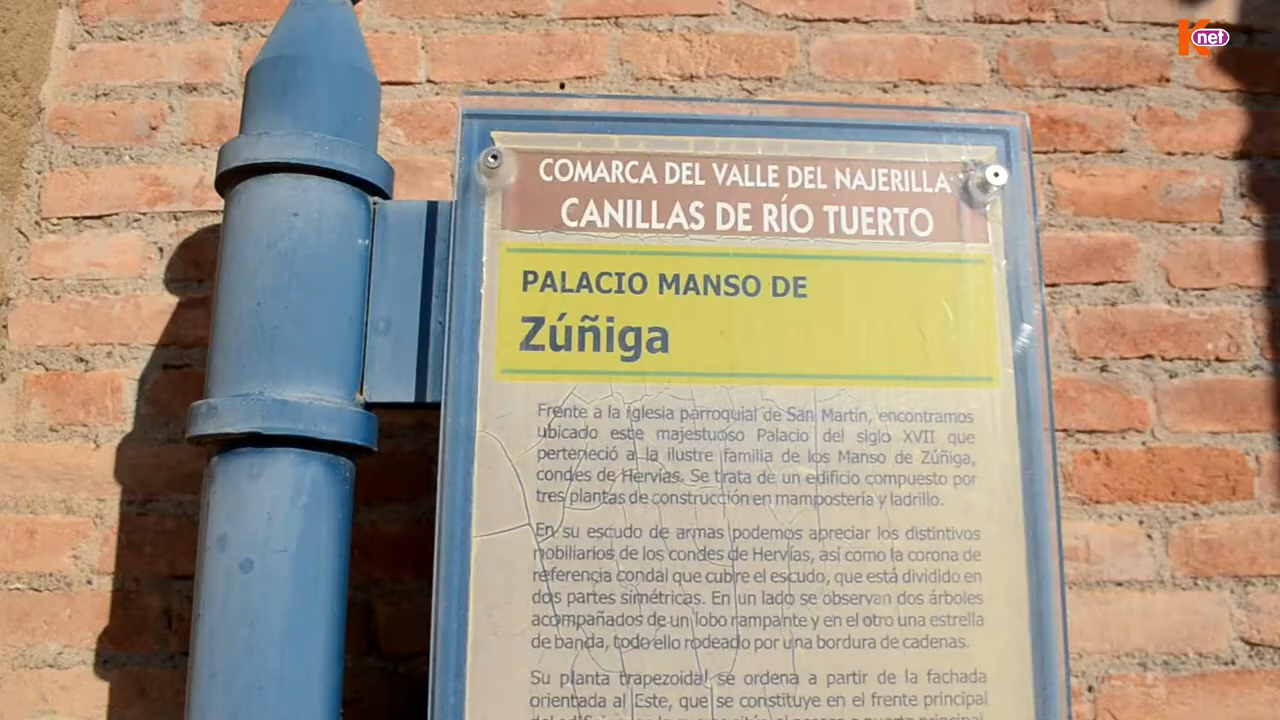 Knet
COMARCA DEL VALLE DEL NAJERILLA
CANILLAS DE RÍO TUERTO
PALACIO MANSO DE
Zúñiga
Frente a la iglesia parroquial de San Martín, encontramos
ubicado este majestuoso Palacio del siglo XVII que
perteneció a la ilustre familia de los Manso de Zúñiga,
condes de Hervías. Se trata de un edificio compuesto por
tres plantas de construcción en mampostería y ladrillo.
En su escudo de armas podemos apreciar los distintivos
nobiliarios de los condes de Hervías, así como la corona de
referencia condal que cubre el escudo, que está dividido en
dos partes simétricas. En un lado se observan dos árboles
acompañados de un lobo rampante y en el otro una estrella
de banda, todo ello rodeado por una bordura de cadenas.
Su planta trapezoidal se ordena a partir de la fachada
orientada al Este, que se constituye en el frente principal